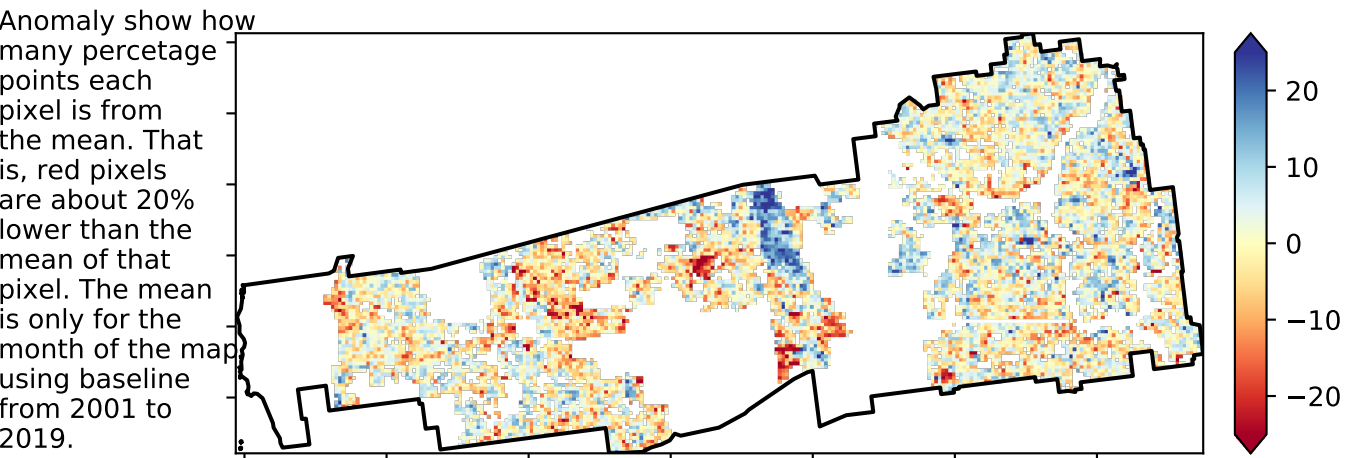 Anomaly show how
many percetage
points each
pixel is from
the mean. That
is, red pixels
are about 20%
lower than the
mean of that
pixel. The mean
is only for the
month of the map
using baseline
from 2001 to
2019.
20
10
0
−10
−20